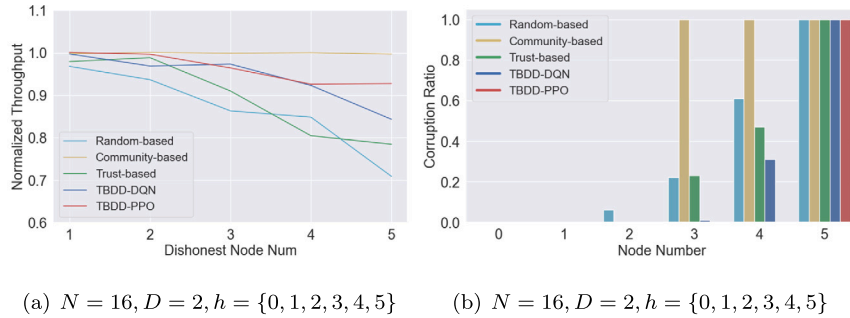 Normalized Throughput
1.1
1.0
0.9
0.8
0.7
0.6
Random-based
Community-based
Trust-based
TBDD-DQN
TBDD-PPO
1 2 3 4 5
Dishonest Node Num
(a) N = 16, D = 2, h = {0, 1, 2, 3, 4, 5}
Corruption Ratio
1.0
0.8
0.6
0.4
0.2
0.0
Random-based
Community-based
Trust-based
TBDD-DQN
TBDD-PPO
0 1 2 3 4 5
Node Number
(b) N = 16, D = 2, h = {0, 1, 2, 3, 4, 5}